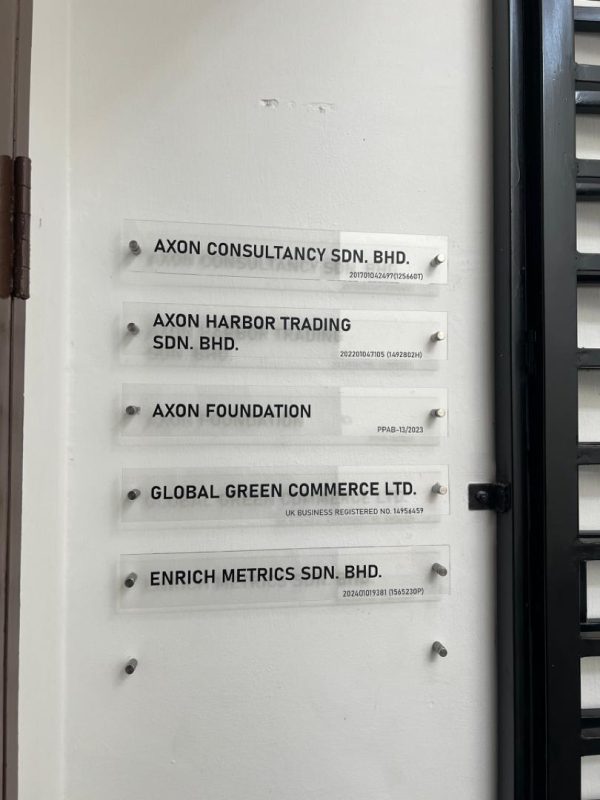 AXON CONSULTANCY SDN. BHD.
201701042497(125660T)
AXON HARBOR TRADING
SDN. BHD.
202201047105 (1492802H)
AXON FOUNDATION
PPAB-13/2023
GLOBAL GREEN COMMERCE LTD.
UK BUSINESS REGISTERED NO. 14956459
ENRICH METRICS SDN. BHD.
202401019381 (1565230P)